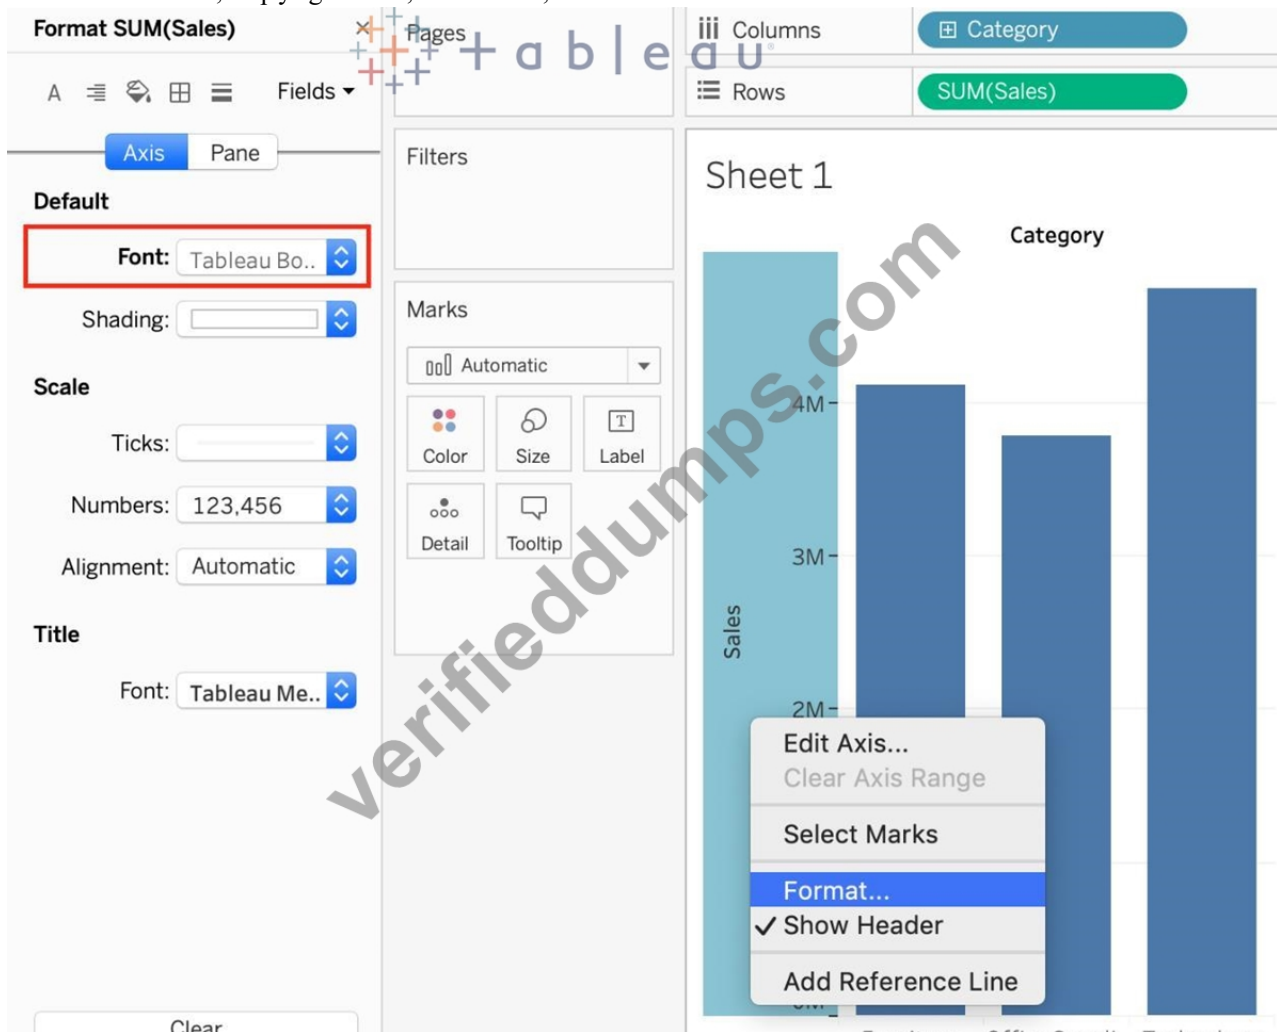 Format SUM(Sales)
Fields
Axis
Pane
Default
Font: Tableau Bo..
Shading:
Scale
Ticks:
Numbers: 123,456
Alignment: Automatic
Title
Font: Tableau Me..
Clear
Pages
+ableau
Filters
Marks
Automatic
Color
Size
Label
Detail
Tooltip
Columns
Category
Rows
SUM(Sales)
Sheet 1
Category
4M
3M
2M
Sales
Edit Axis...
Clear Axis Range
Select Marks
Format...
Show Header
Add Reference Line
verifieddumps.com